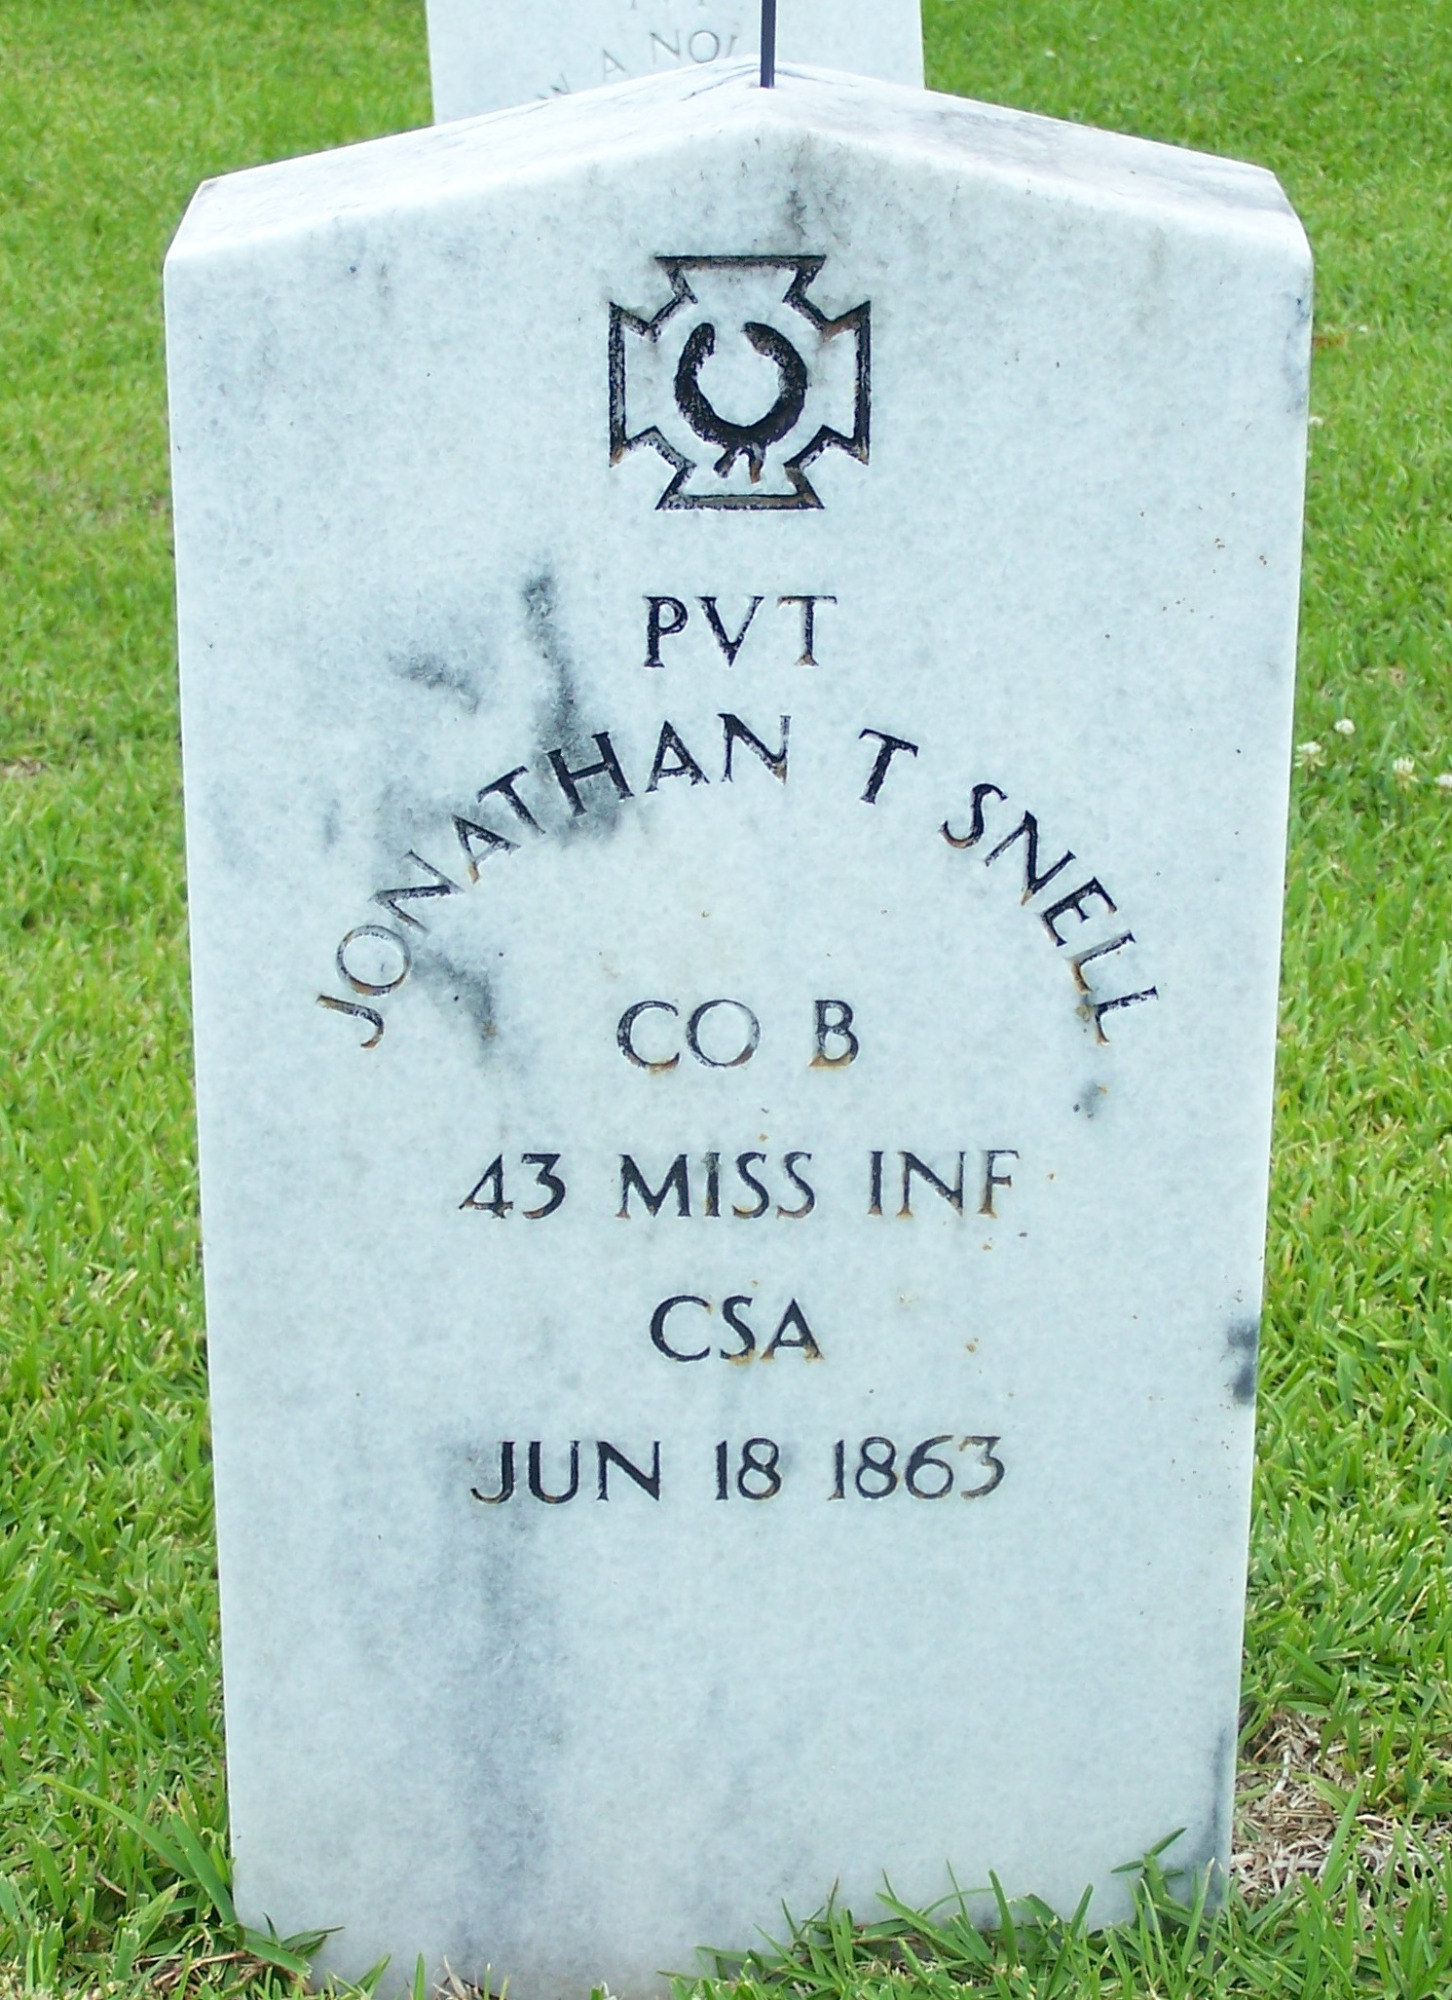 PVT
JONATHAN T SNELL
CO B
43 MISS INF
CSA
JUN 18 1863